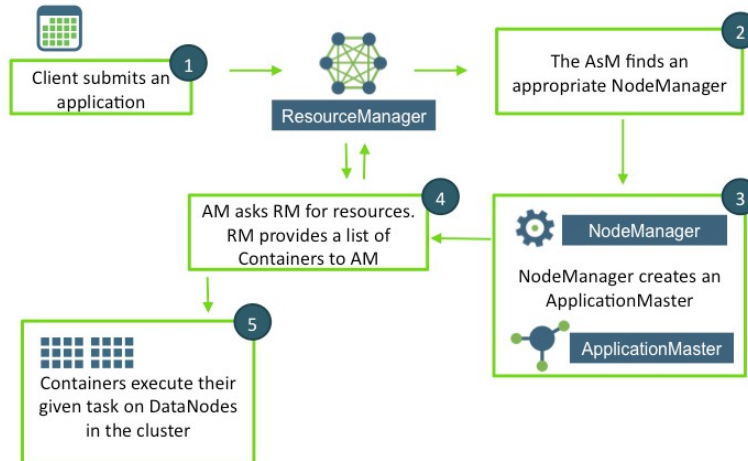 1
Client submits an
application
ResourceManager
2
The AsM finds an
appropriate NodeManager
3
NodeManager
NodeManager creates an
ApplicationMaster
ApplicationMaster
4
AM asks RM for resources.
RM provides a list of
Containers to AM
5
Containers execute their
given task on DataNodes
in the cluster